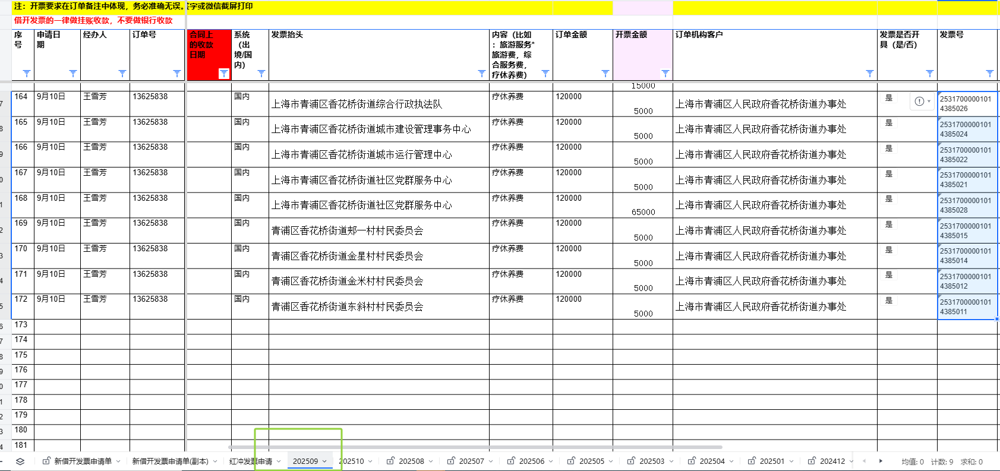 注：开票要求在订单备注中体现，务必准确无误。签字或微信截屏打印
借开发票的一律做挂账收款，不要做银行收款
序号 申请日期 经办人 订单号 合同上的收款日期 系统（出境/国内） 发票抬头 内容（比如：旅游服务*旅游费，综合服务费，疗休养费） 订单金额 开票金额 订单机构客户 发票是否开具（是/否） 发票号
15000
164 9月10日 王雪芳 13625838 国内 上海市青浦区香花桥街道综合行政执法队 疗休养费 120000 5000 上海市青浦区人民政府香花桥街道办事处 是 25317000001014385026
165 9月10日 王雪芳 13625838 国内 上海市青浦区香花桥街道城市建设管理事务中心 疗休养费 120000 5000 上海市青浦区人民政府香花桥街道办事处 是 25317000001014385024
166 9月10日 王雪芳 13625838 国内 上海市青浦区香花桥街道城市运行管理中心 疗休养费 120000 5000 上海市青浦区人民政府香花桥街道办事处 是 25317000001014385022
167 9月10日 王雪芳 13625838 国内 上海市青浦区香花桥街道社区党群服务中心 疗休养费 120000 5000 上海市青浦区人民政府香花桥街道办事处 是 25317000001014385021
168 9月10日 王雪芳 13625838 国内 上海市青浦区香花桥街道社区党群服务中心 疗休养费 120000 65000 上海市青浦区人民政府香花桥街道办事处 是 25317000001014385028
169 9月10日 王雪芳 13625838 国内 青浦区香花桥街道郏一村村民委员会 疗休养费 120000 5000 上海市青浦区人民政府香花桥街道办事处 是 25317000001014385015
170 9月10日 王雪芳 13625838 国内 青浦区香花桥街道金星村村民委员会 疗休养费 120000 5000 上海市青浦区人民政府香花桥街道办事处 是 25317000001014385014
171 9月10日 王雪芳 13625838 国内 青浦区香花桥街道金米村村民委员会 疗休养费 120000 5000 上海市青浦区人民政府香花桥街道办事处 是 25317000001014385012
172 9月10日 王雪芳 13625838 国内 青浦区香花桥街道东斜村村民委员会 疗休养费 120000 5000 上海市青浦区人民政府香花桥街道办事处 是 25317000001014385011
173
174
175
176
177
178
179
180
181
新借开发票申请单 新借开发票申请单(副本) 红冲发票申请 202509 202510 202508 202507 202506 202505 202503 202504 202501 202412 均值: 0 计数: 9 求和: 0